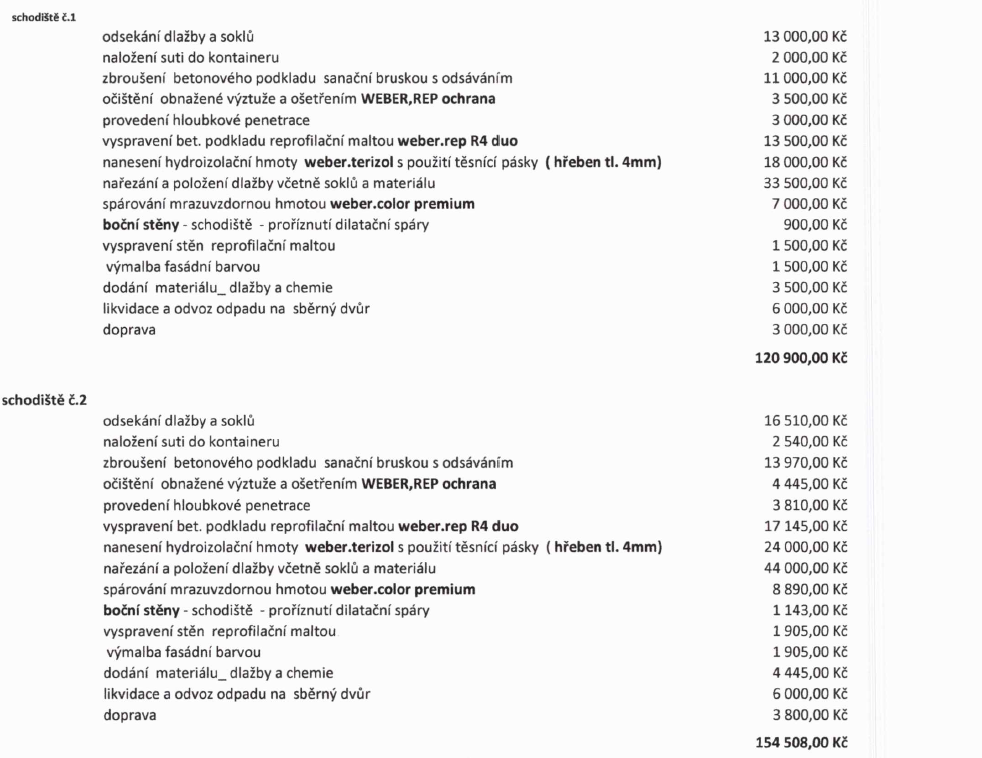 schodiště č.1
odsekání dlažby a soklů 13 000,00 Kč
naložení suti do kontaineru 2 000,00 Kč
zbroušení betonového podkladu sanační bruskou s odsáváním 11 000,00 Kč
očištění obnažené výztuže a ošetřením WEBER,REP ochrana 3 500,00 Kč
provedení hloubkové penetrace 3 000,00 Kč
vyspravení bet. podkladu reprofilační maltou weber.rep R4 duo 13 500,00 Kč
nanesení hydroizolační hmoty weber.terizol s použití těsnící pásky ( hřeben tl. 4mm) 18 000,00 Kč
nařezání a položení dlažby včetně soklů a materiálu 33 500,00 Kč
spárování mrazuvzdornou hmotou weber.color premium 7 000,00 Kč
boční stěny - schodiště - proříznutí dilatační spáry 900,00 Kč
vyspravení stěn reprofilační maltou 1 500,00 Kč
výmalba fasádní barvou 1 500,00 Kč
dodání materiálu_ dlažby a chemie 3 500,00 Kč
likvidace a odvoz odpadu na sběrný dvůr 6 000,00 Kč
doprava 3 000,00 Kč
120 900,00 Kč
schodiště č.2
odsekání dlažby a soklů 16 510,00 Kč
naložení suti do kontaineru 2 540,00 Kč
zbroušení betonového podkladu sanační bruskou s odsáváním 13 970,00 Kč
očištění obnažené výztuže a ošetřením WEBER,REP ochrana 4 445,00 Kč
provedení hloubkové penetrace 3 810,00 Kč
vyspravení bet. podkladu reprofilační maltou weber.rep R4 duo 17 145,00 Kč
nanesení hydroizolační hmoty weber.terizol s použití těsnící pásky ( hřeben tl. 4mm) 24 000,00 Kč
nařezání a položení dlažby včetně soklů a materiálu 44 000,00 Kč
spárování mrazuvzdornou hmotou weber.color premium 8 890,00 Kč
boční stěny - schodiště - proříznutí dilatační spáry 1 143,00 Kč
vyspravení stěn reprofilační maltou 1 905,00 Kč
výmalba fasádní barvou 1 905,00 Kč
dodání materiálu_ dlažby a chemie 4 445,00 Kč
likvidace a odvoz odpadu na sběrný dvůr 6 000,00 Kč
doprava 3 800,00 Kč
154 508,00 Kč